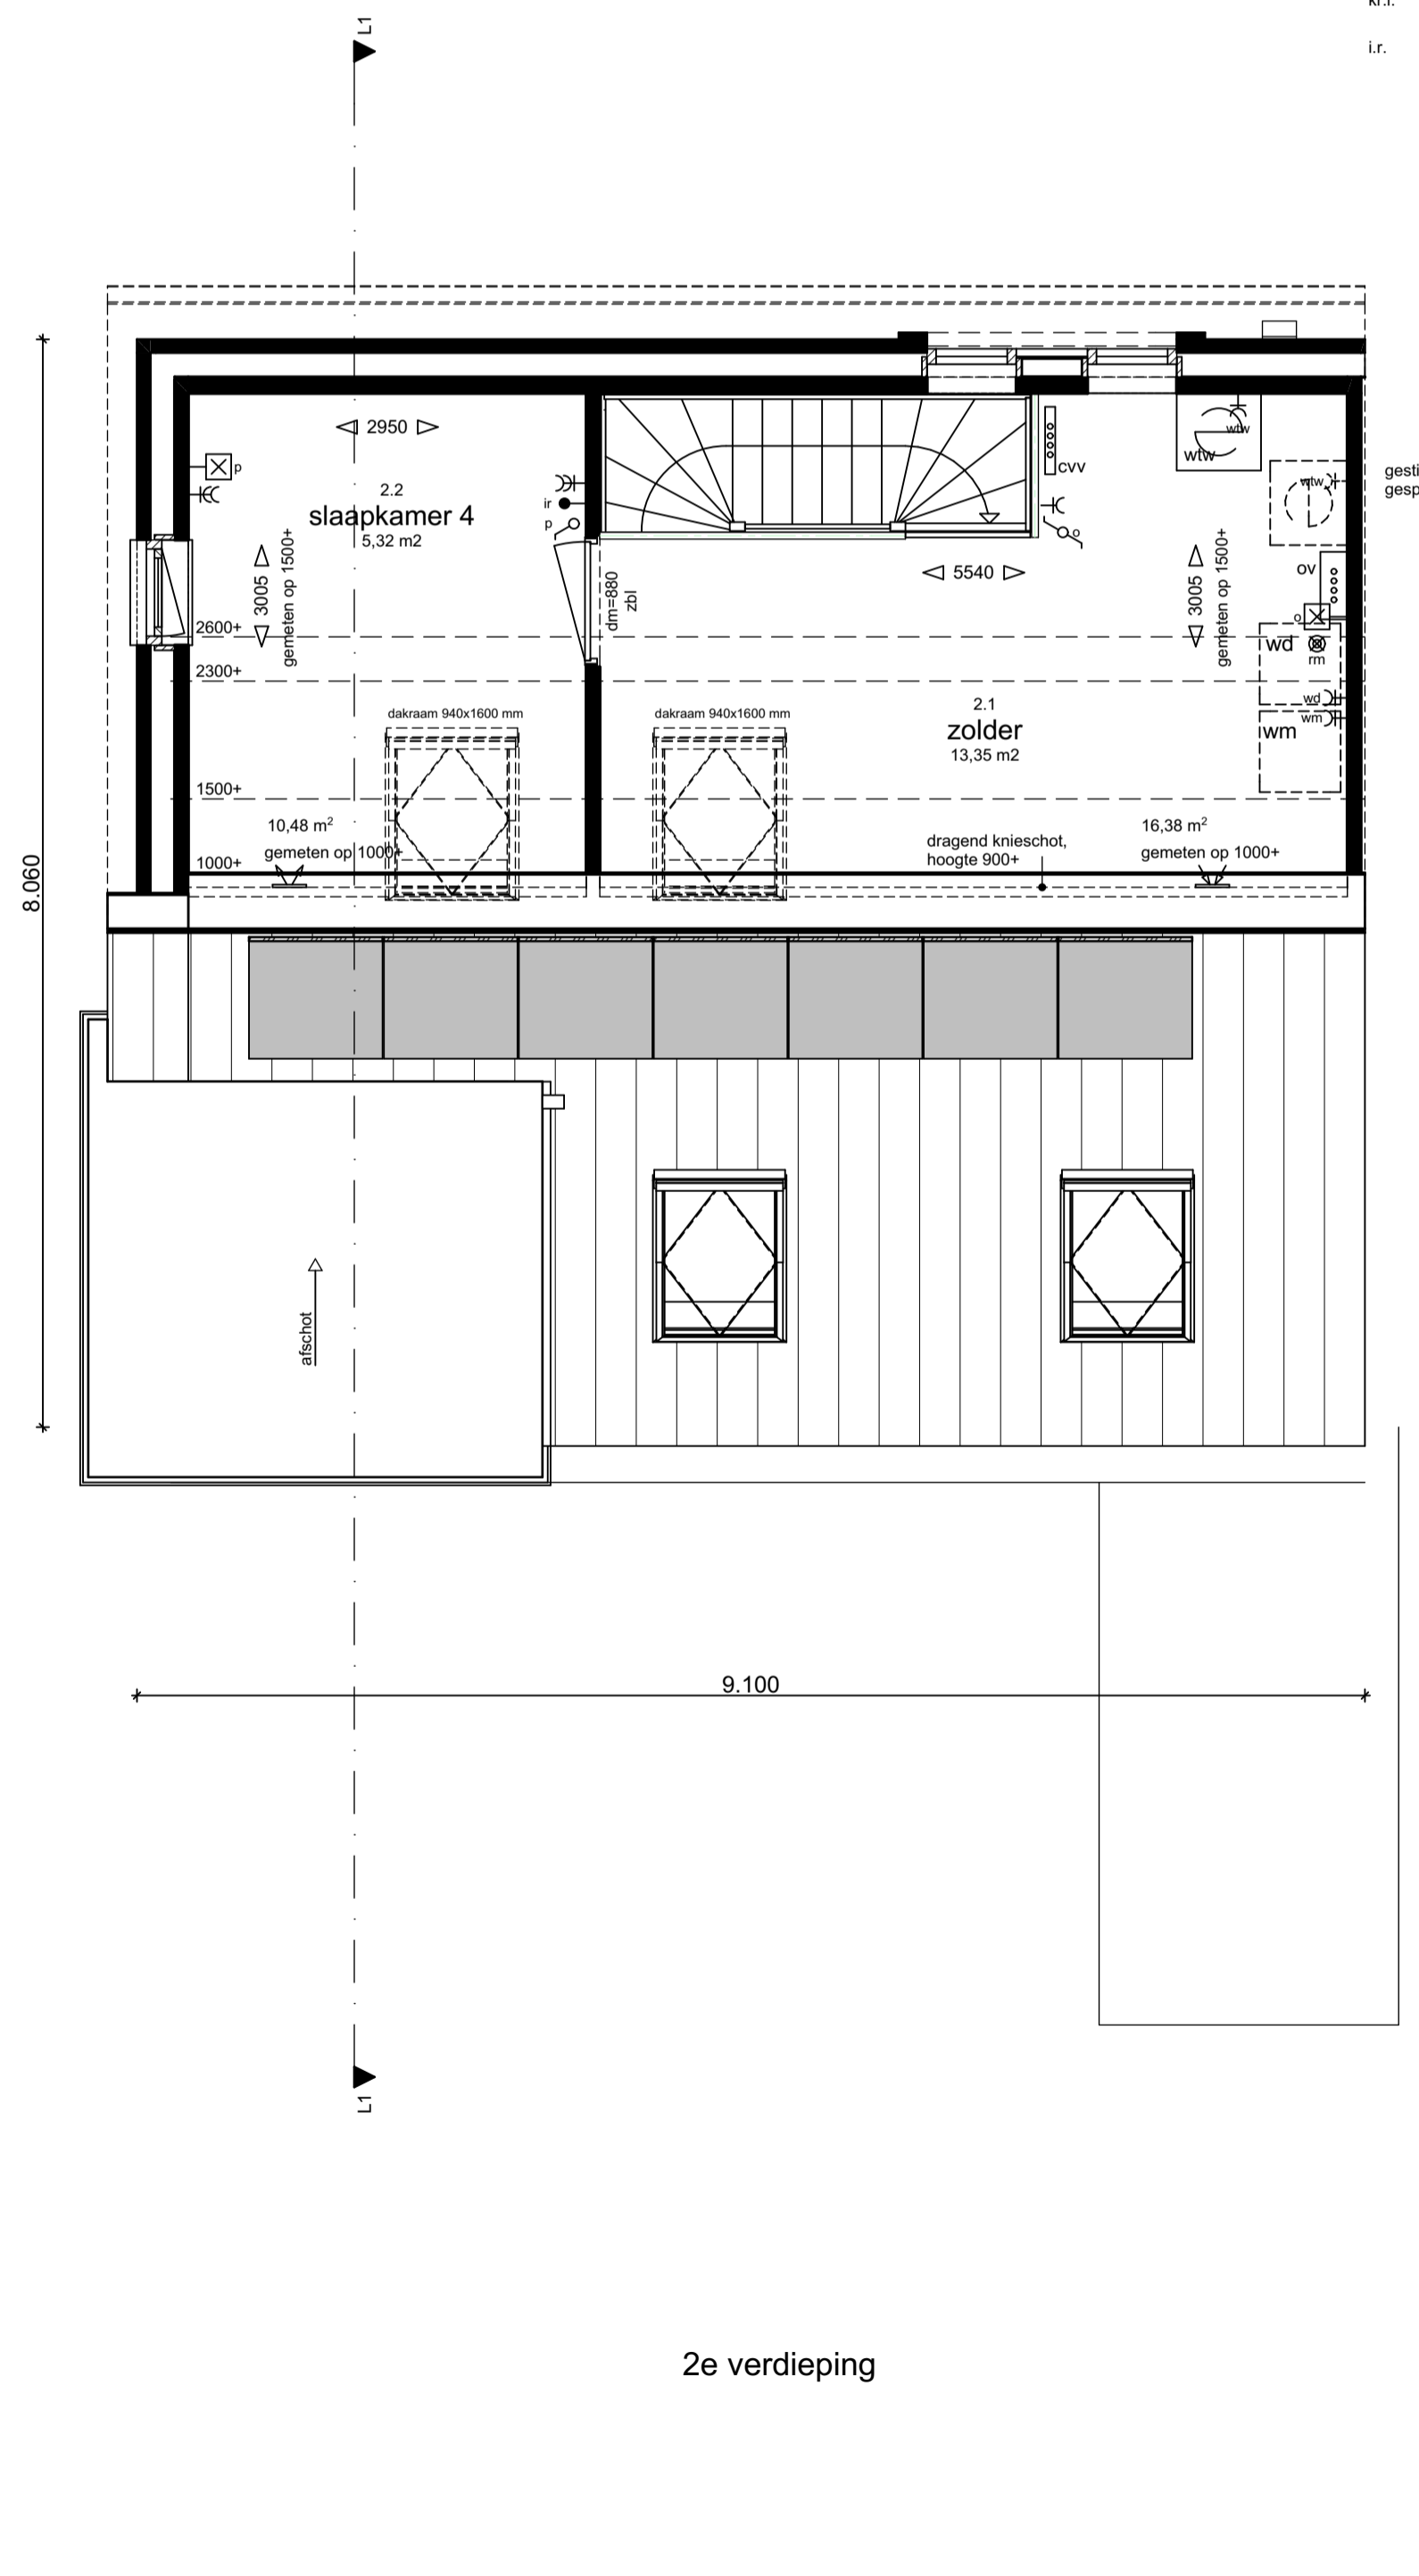 kr.l.
L1
i.r.
2950
p
2.2
slaapkamer 4
5,32 m2
ir
p
cvv
o
wtw
wtw
wtw
gesti
gesp
3005
gemeten op 1500+
dm=880
zbl
5540
3005
gemeten op 1500+
ov
o
wd
rm
wd
wm
wm
2600+
2300+
dakraam 940x1600 mm
dakraam 940x1600 mm
2.1
zolder
13,35 m2
1500+
10,48 m2
gemeten op 1000+
1000+
dragend knieschot,
hoogte 900+
16,38 m2
gemeten op 1000+
8.060
afschot
9.100
L1
2e verdieping